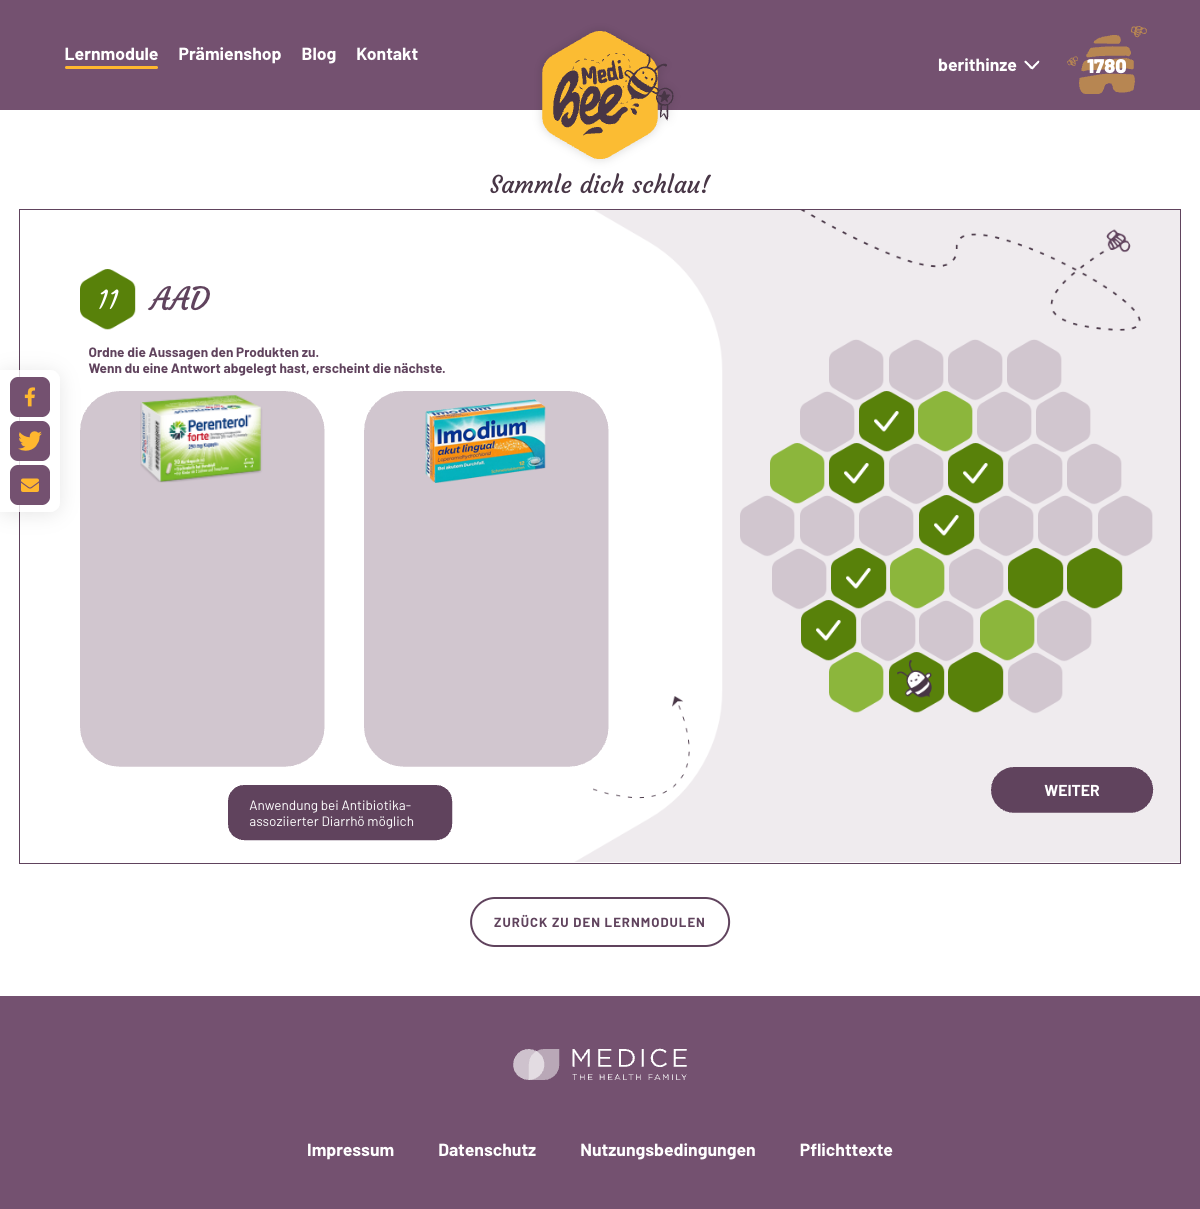 Lernmodule
Prämienshop
Blog
Kontakt
Medi
bee
berithinze
1780
Sammle dich schlau!
11
AAD
Ordne die Aussagen den Produkten zu.
Wenn du eine Antwort abgelegt hast, erscheint die nächste.
Perenterol
forte
Imodium
akut lingual
Anwendung bei Antibiotika-
assoziierter Diarrhö möglich
WEITER
ZURÜCK ZU DEN LERNMODULEN
MEDICE
THE HEALTH FAMILY
Impressum
Datenschutz
Nutzungsbedingungen
Pflichttexte